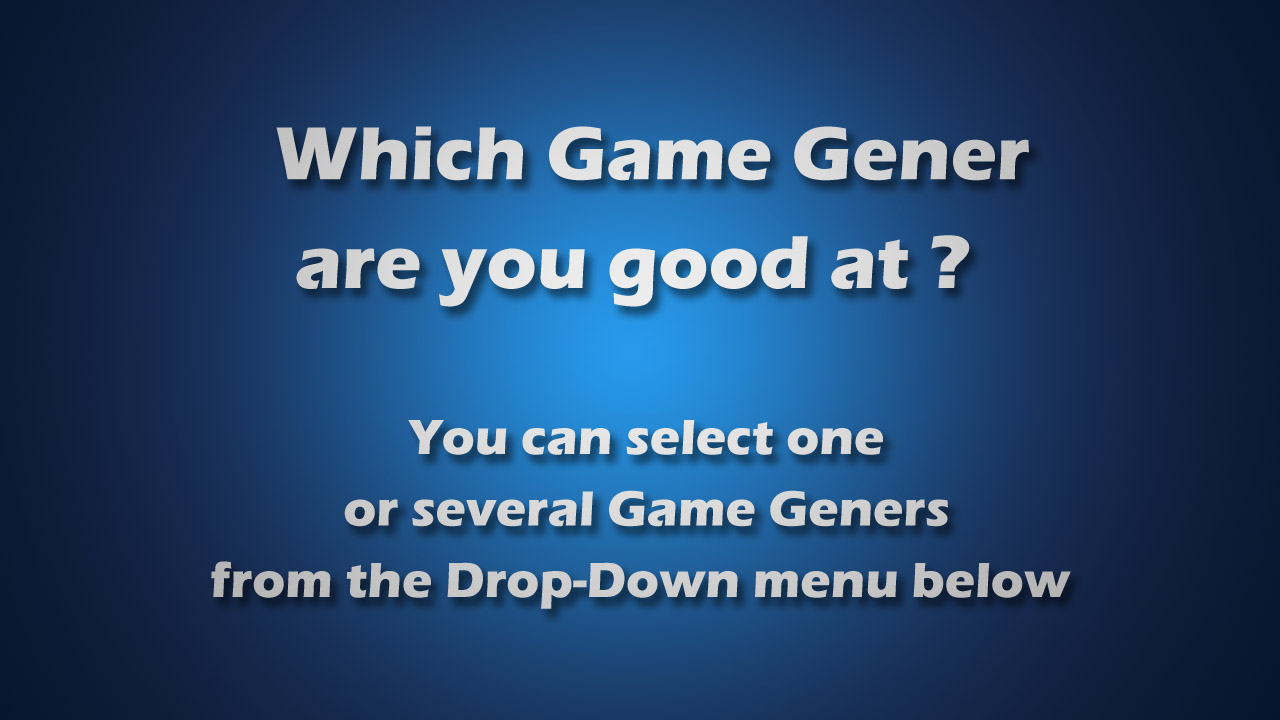 Which Game Gener
are you good at ?
You can select one
or several Game Geners
from the Drop-Down menu below